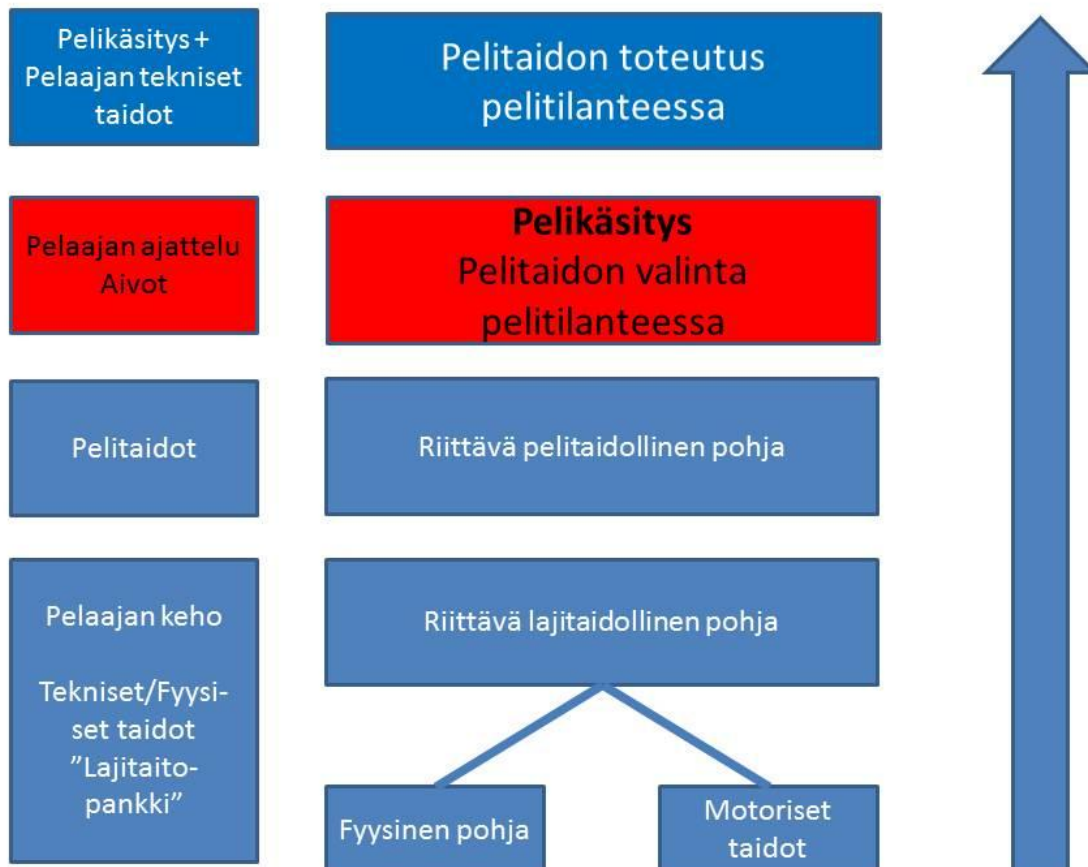 Pelikäsitys +
Pelaajan tekniset
taidot
Pelitaidon toteutus
pelitilanteessa
Pelaajan ajattelu
Aivot
Pelikäsitys
Pelitaidon valinta
pelitilanteessa
Pelitaidot
Riittävä pelitaidollinen pohja
Pelaajan keho
Tekniset/Fyysi-
set taidot
”Lajitaito-
pankki”
Riittävä lajitaidollinen pohja
Fyysinen pohja
Motoriset
taidot